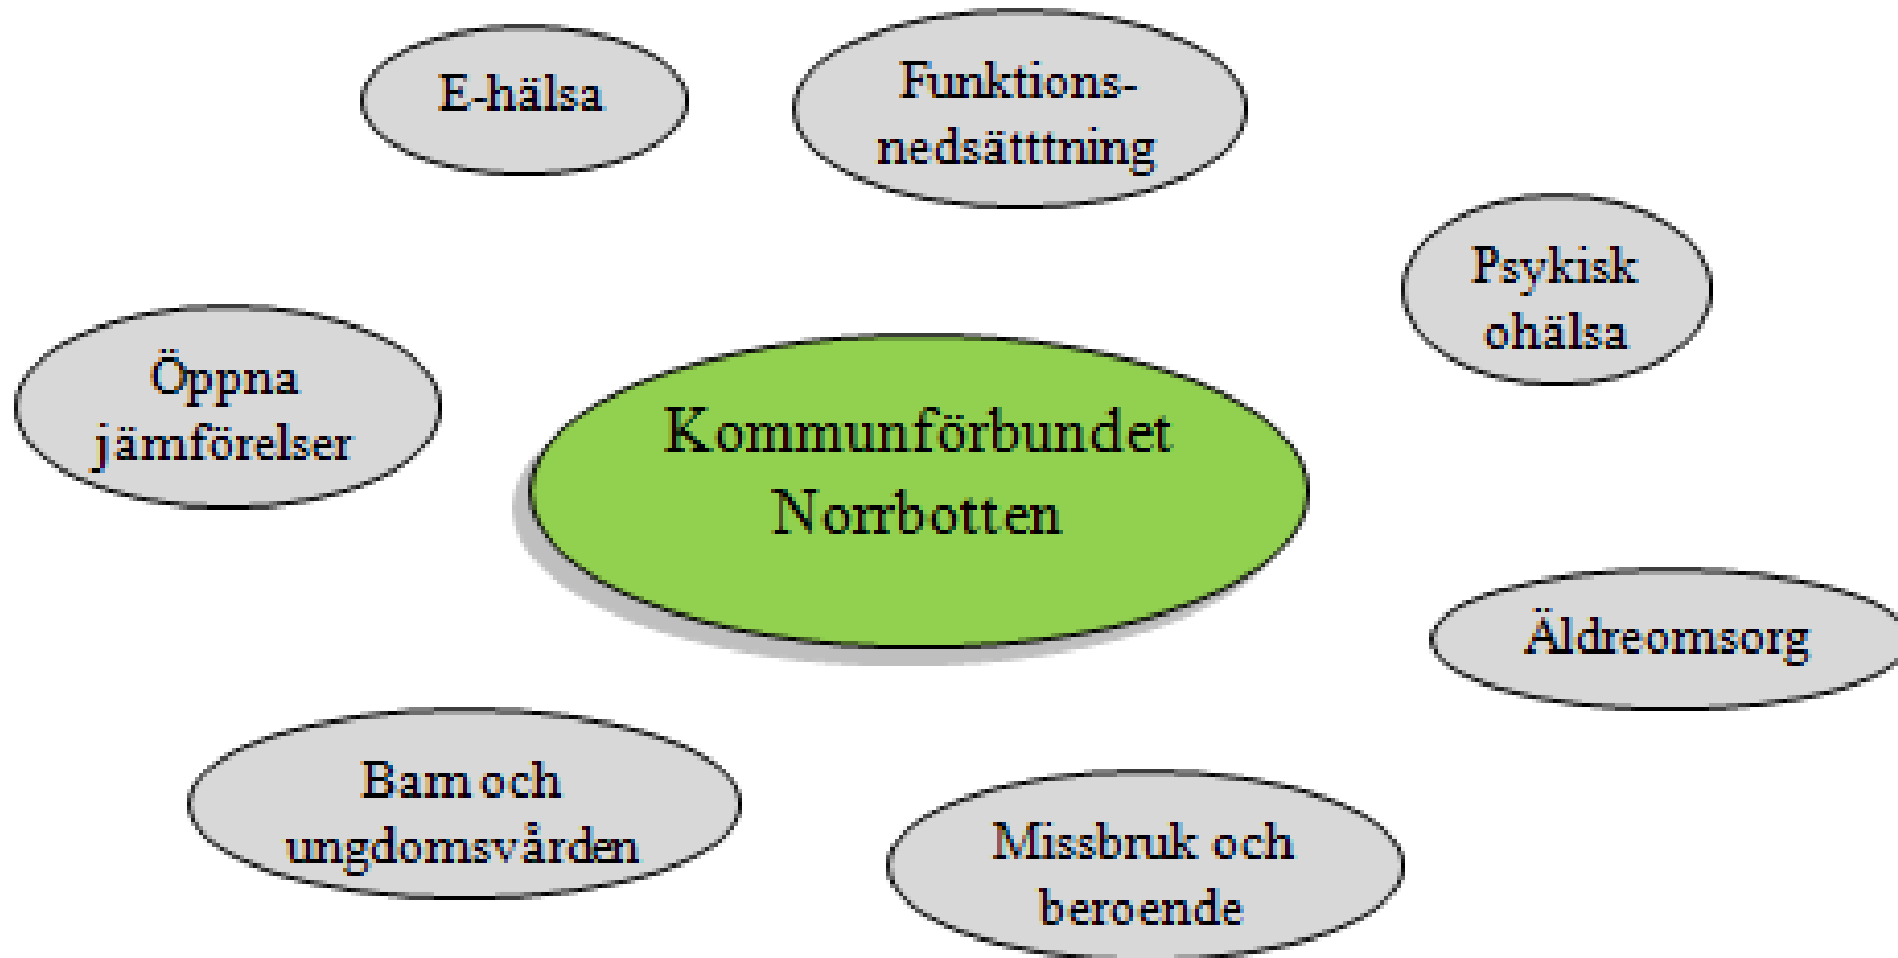 E-hälsa
Funktions-
nedsätttning
Psykisk
ohälsa
Öppna
jämförelser
Kommunförbundet
Norrbotten
Äldreomsorg
Barn och
ungdomsvården
Missbruk och
beroende